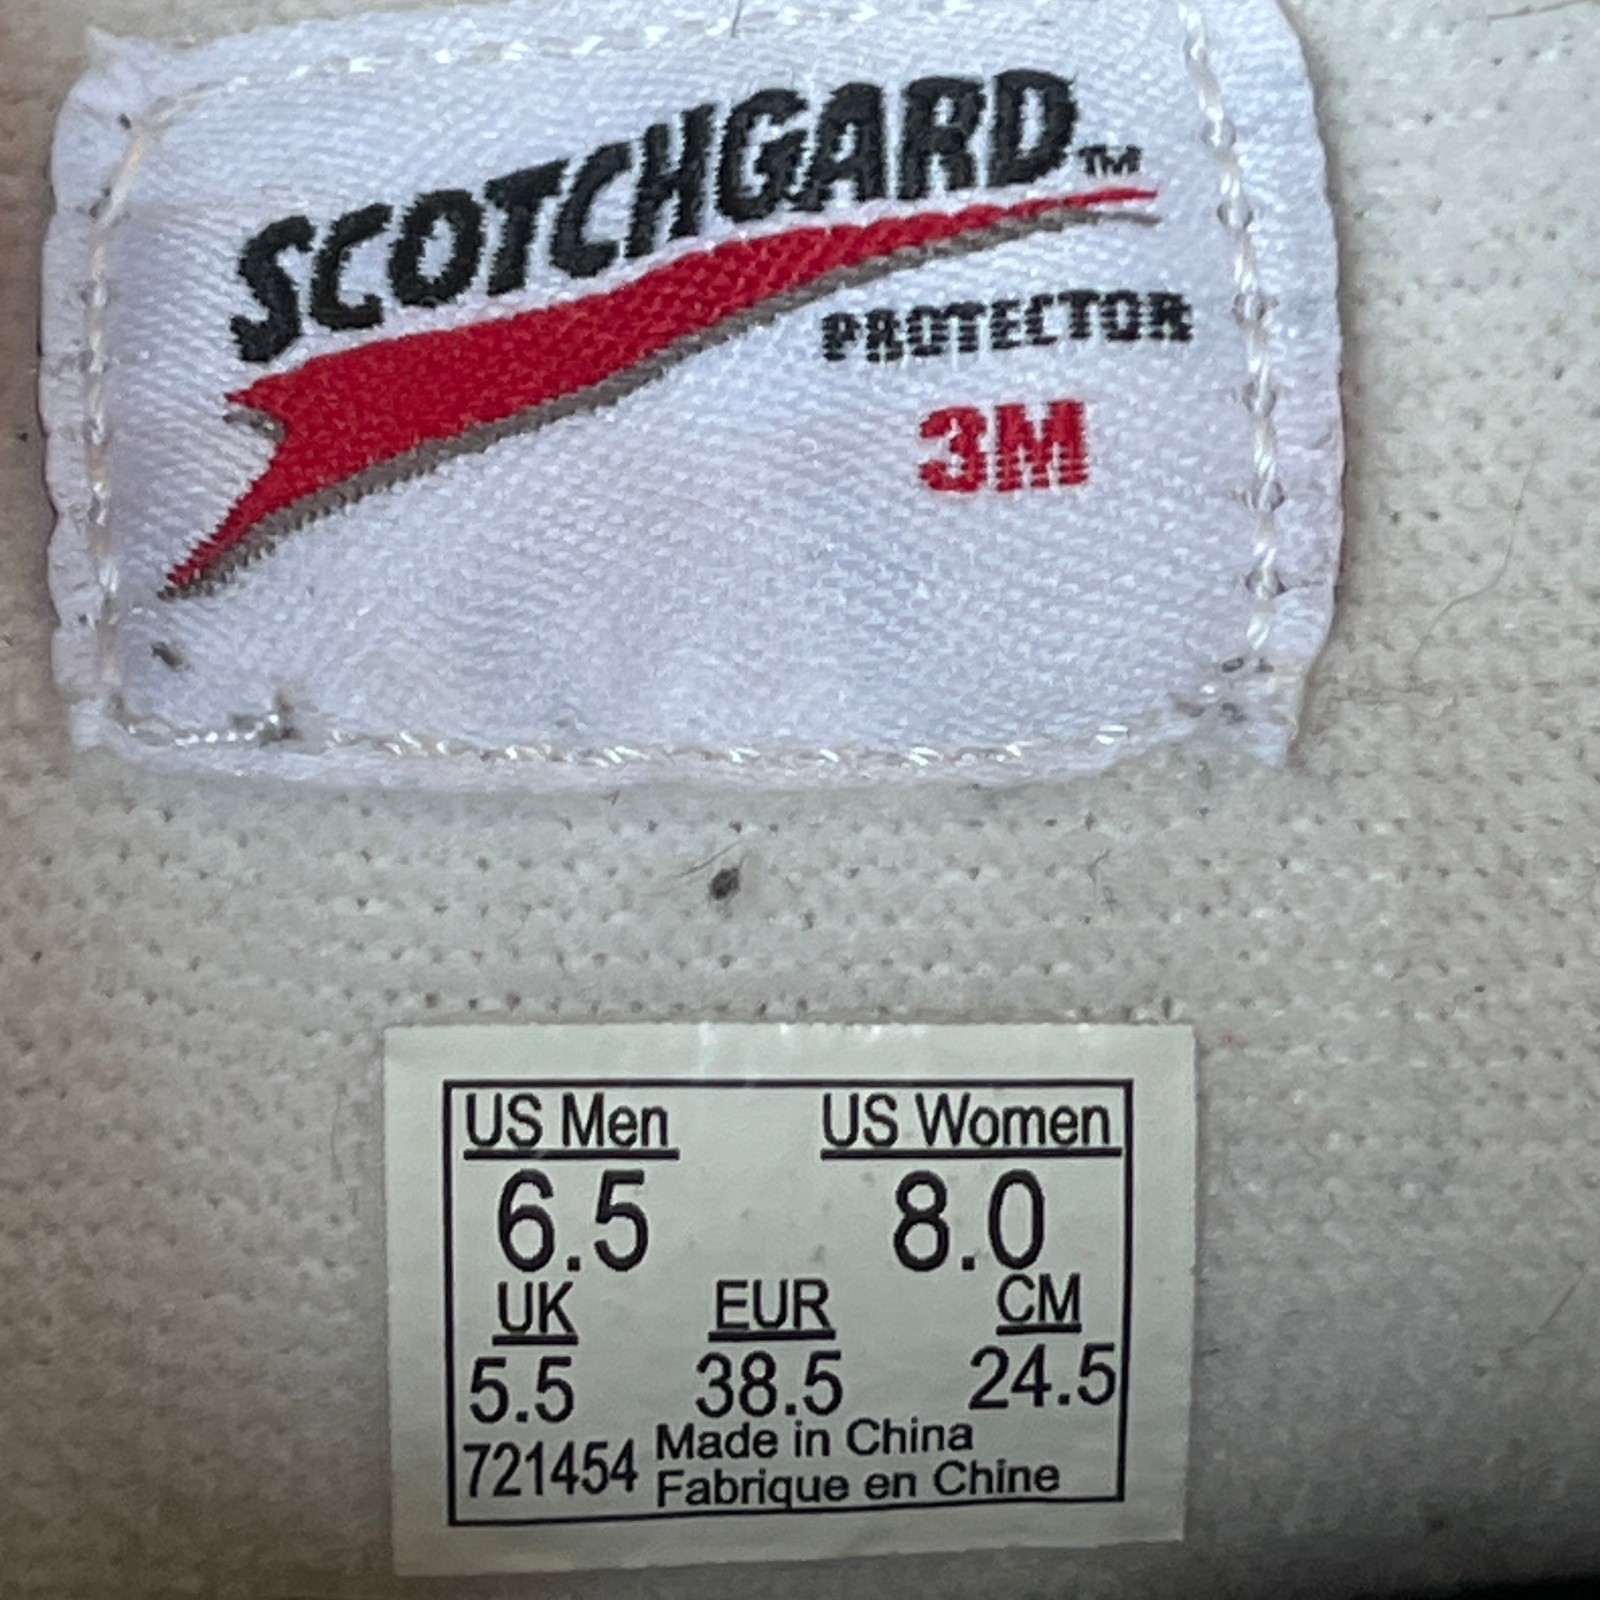 SCOTCHGARD™
PROTECTOR
3M
US Men US Women
6.5 8.0
UK EUR CM
5.5 38.5 24.5
721454 Made in China
Fabrique en Chine